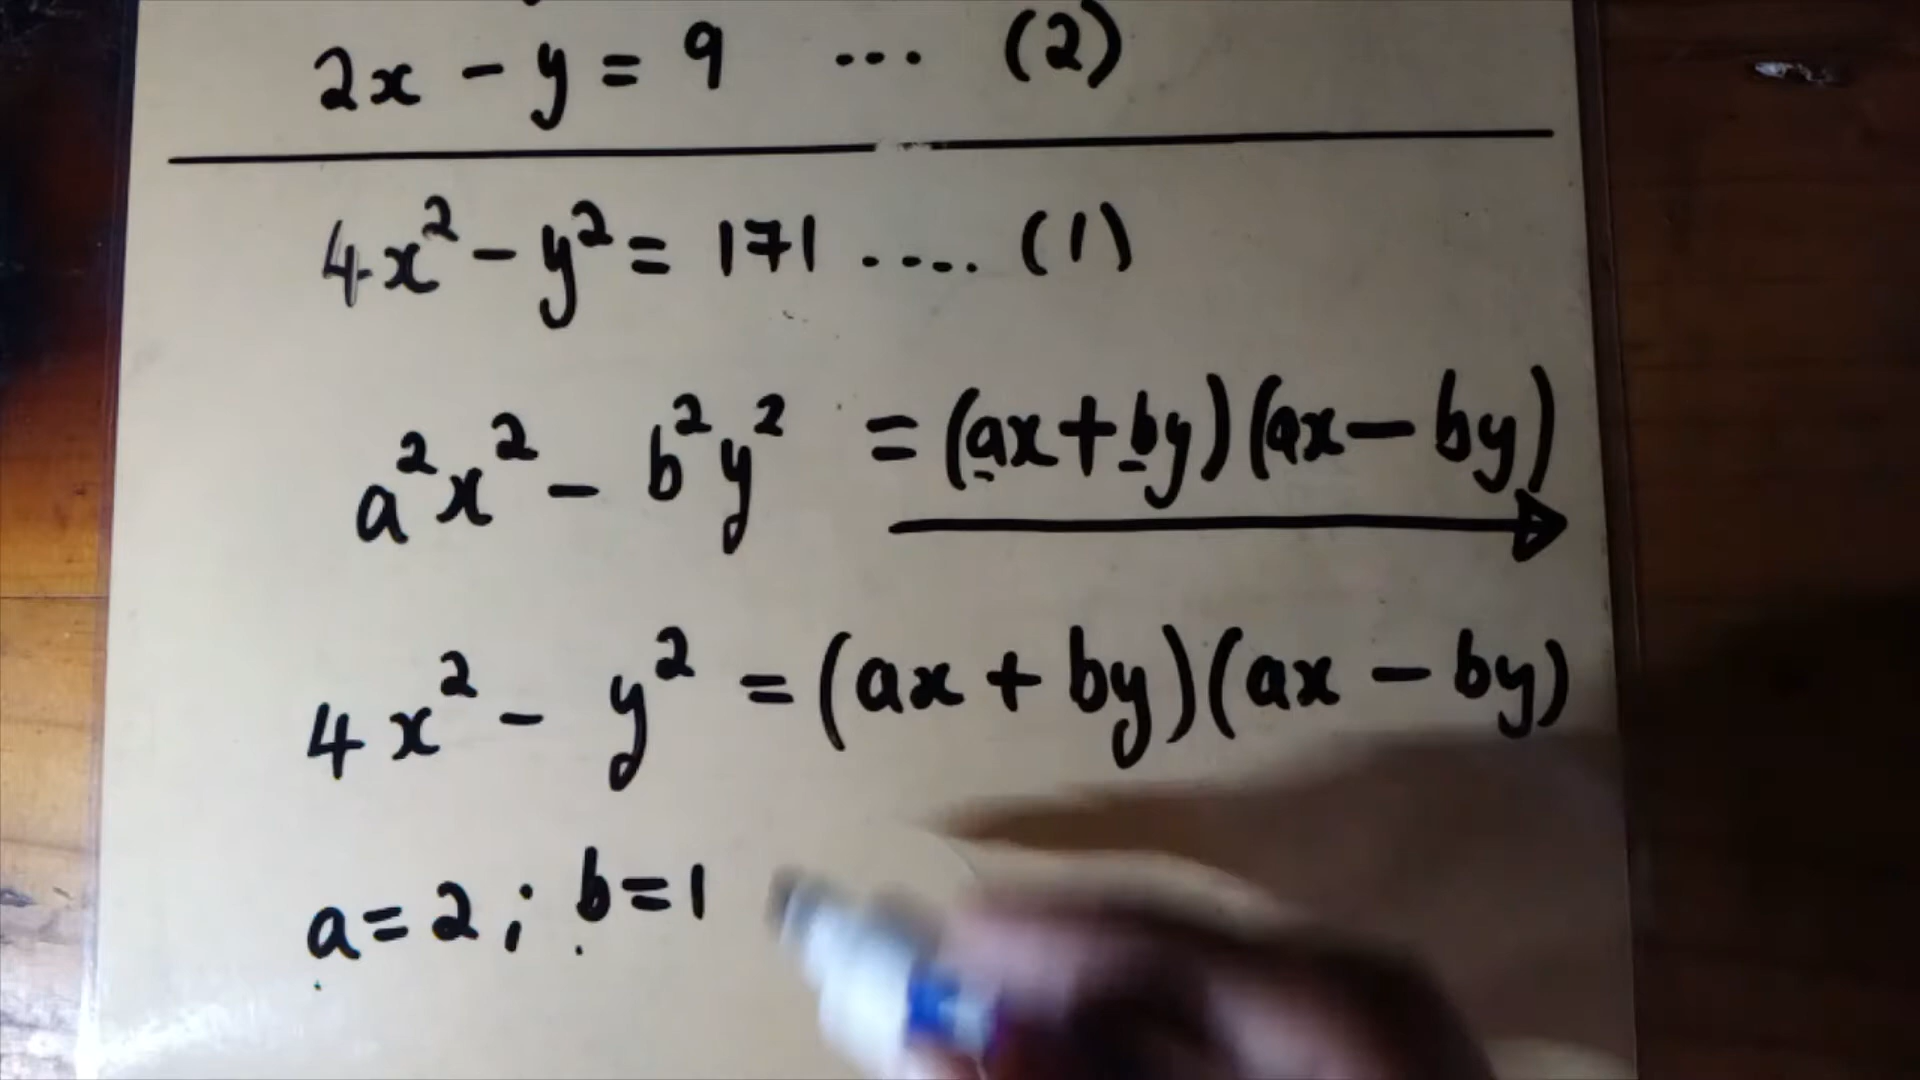 2x - y = 9 ... (2)
4x² - y² = 171 .... (1)
a²x² - b²y² = (ax + by)(ax - by)
4x² - y² = (ax + by)(ax - by)
a = 2 ; b = 1